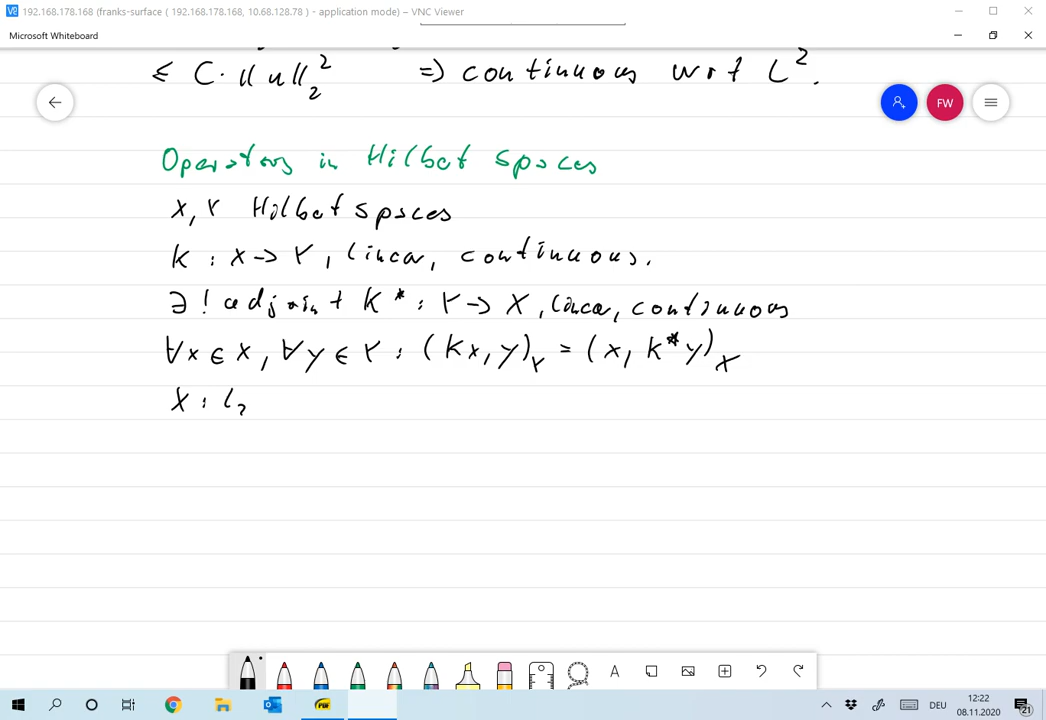 192.168.178.168 (franks-surface ( 192.168.178.168, 10.68.128.78 ) - application mode) – VNC Viewer
Microsoft Whiteboard
≤ C · ||u||₂² => continuous wrt L².
FW
Operators in Hilbert spaces
X, Y Hilbert spaces
K : X -> Y, linear, continuous.
∃ ! adjoint K* : Y -> X, linear, continuous
∀x ∈ X, ∀y ∈ Y : (Kx, y)_Y = (x, K*y)_X
X : L₂
DEU
12:22
08.11.2020
21